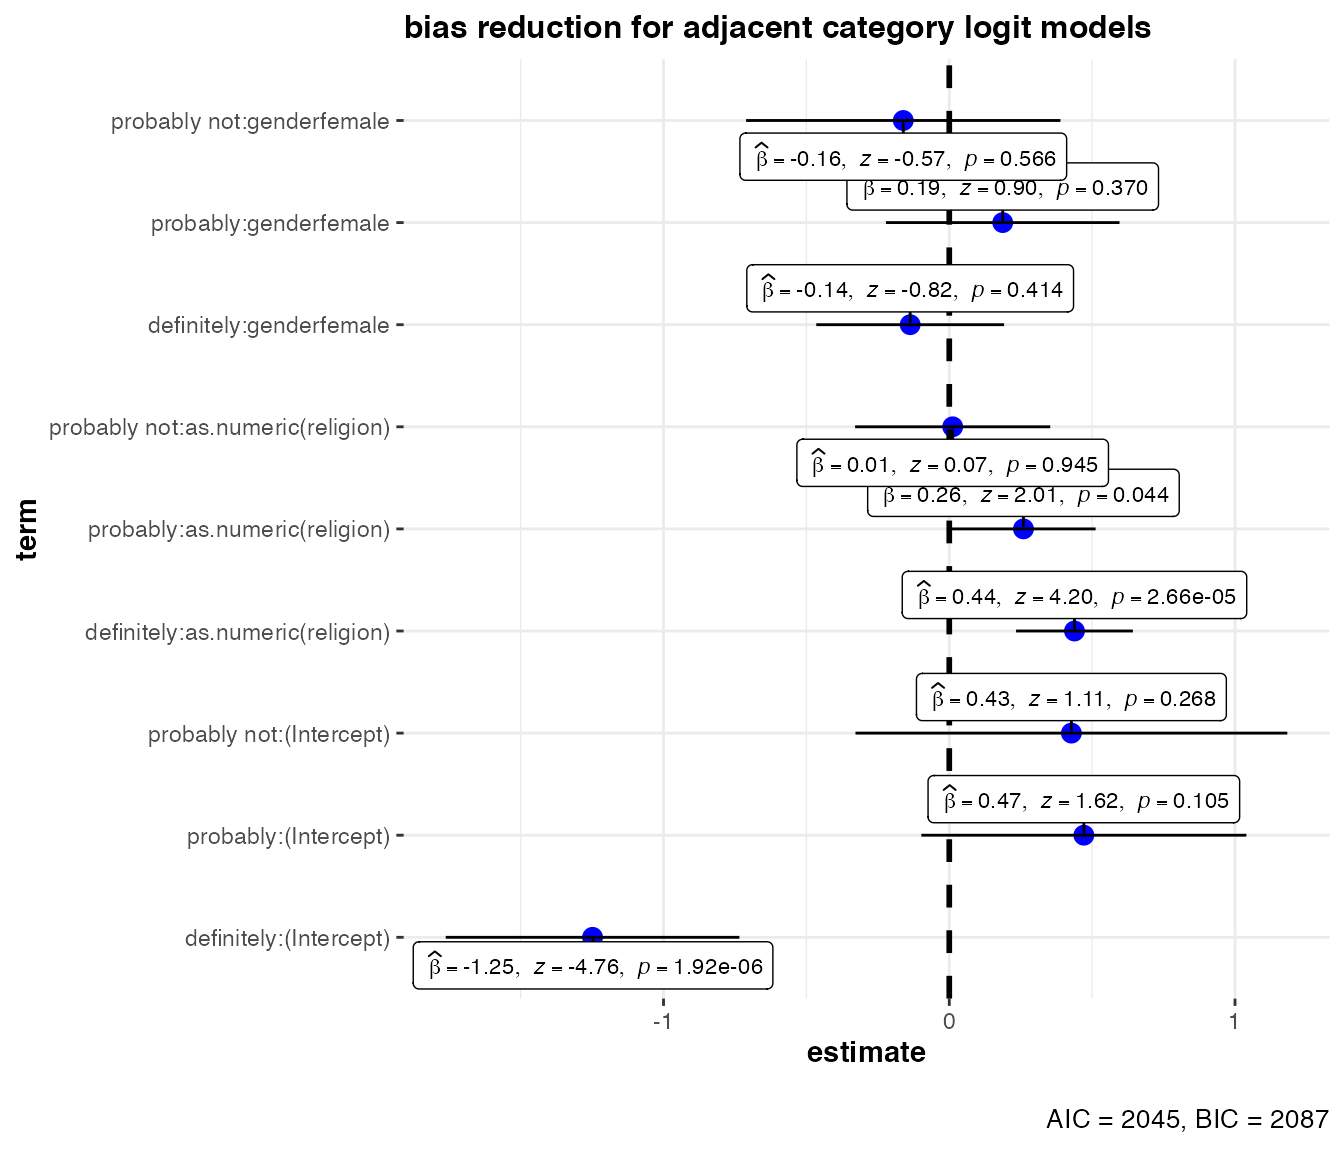 bias reduction for adjacent category logit models
probably not:genderfemale
β̂ = -0.16, z = -0.57, p = 0.566
β = 0.19, z = 0.90, p = 0.370
probably:genderfemale
β̂ = -0.14, z = -0.82, p = 0.414
definitely:genderfemale
probably not:as.numeric(religion)
β̂ = 0.01, z = 0.07, p = 0.945
β = 0.26, z = 2.01, p = 0.044
probably:as.numeric(religion)
term
β̂ = 0.44, z = 4.20, p = 2.66e-05
definitely:as.numeric(religion)
β̂ = 0.43, z = 1.11, p = 0.268
probably not:(Intercept)
β̂ = 0.47, z = 1.62, p = 0.105
probably:(Intercept)
definitely:(Intercept)
β̂ = -1.25, z = -4.76, p = 1.92e-06
-1 0 1
estimate
AIC = 2045, BIC = 2087